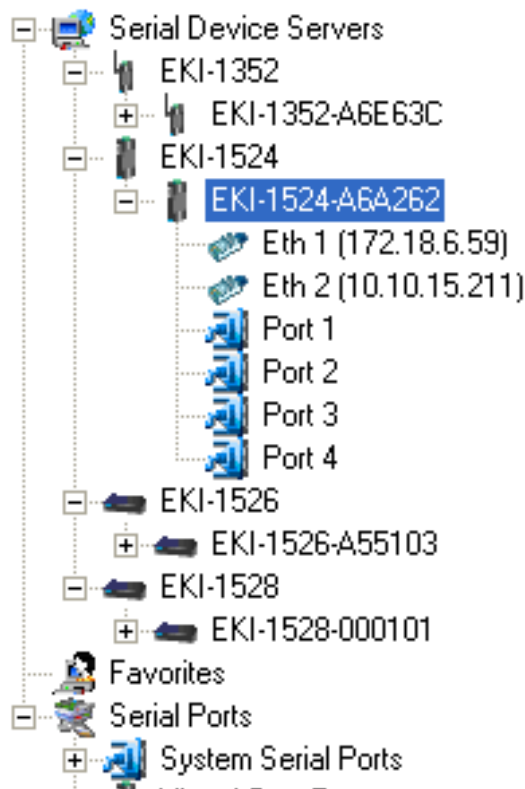 Serial Device Servers
EKI-1352
EKI-1352-A6E63C
EKI-1524
EKI-1524-A6A262
Eth 1 (172.18.6.59)
Eth 2 (10.10.15.211)
Port 1
Port 2
Port 3
Port 4
EKI-1526
EKI-1526-A55103
EKI-1528
EKI-1528-000101
Favorites
Serial Ports
System Serial Ports